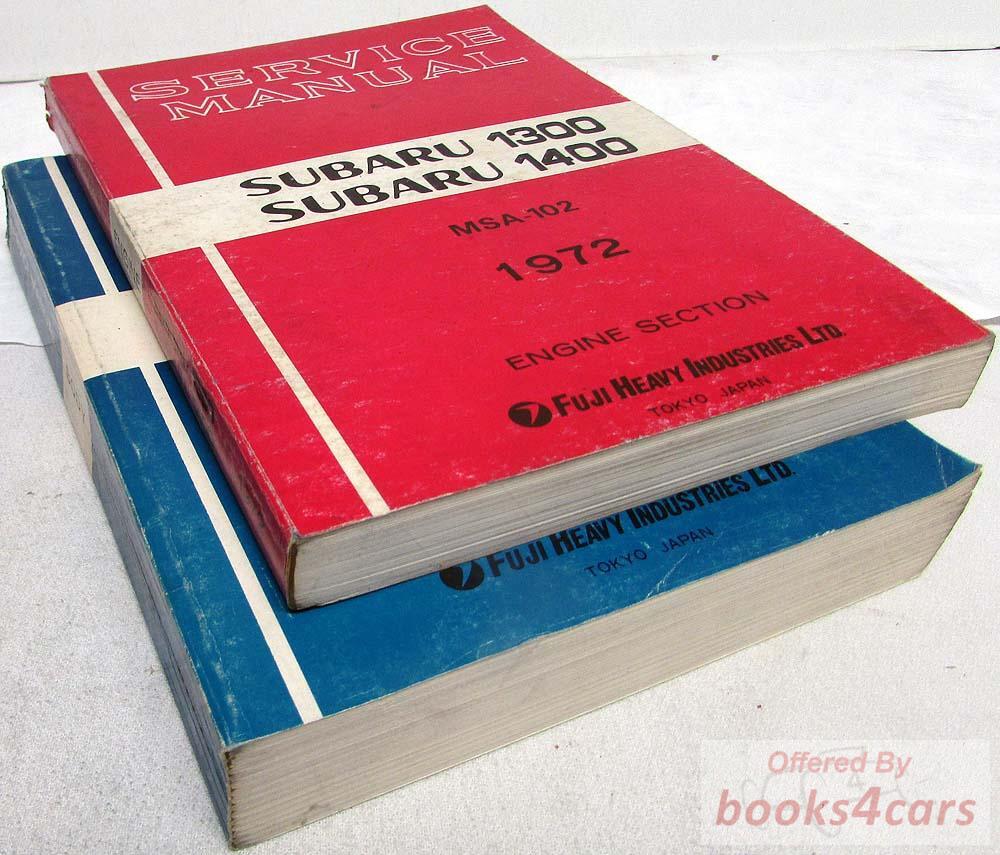 SERVICE
MANUAL
SUBARU 1300
SUBARU 1400
MSA-102
1972
ENGINE SECTION
FUJI HEAVY INDUSTRIES LTD.
TOKYO JAPAN
FUJI HEAVY INDUSTRIES LTD.
TOKYO JAPAN
Offered By
books4cars